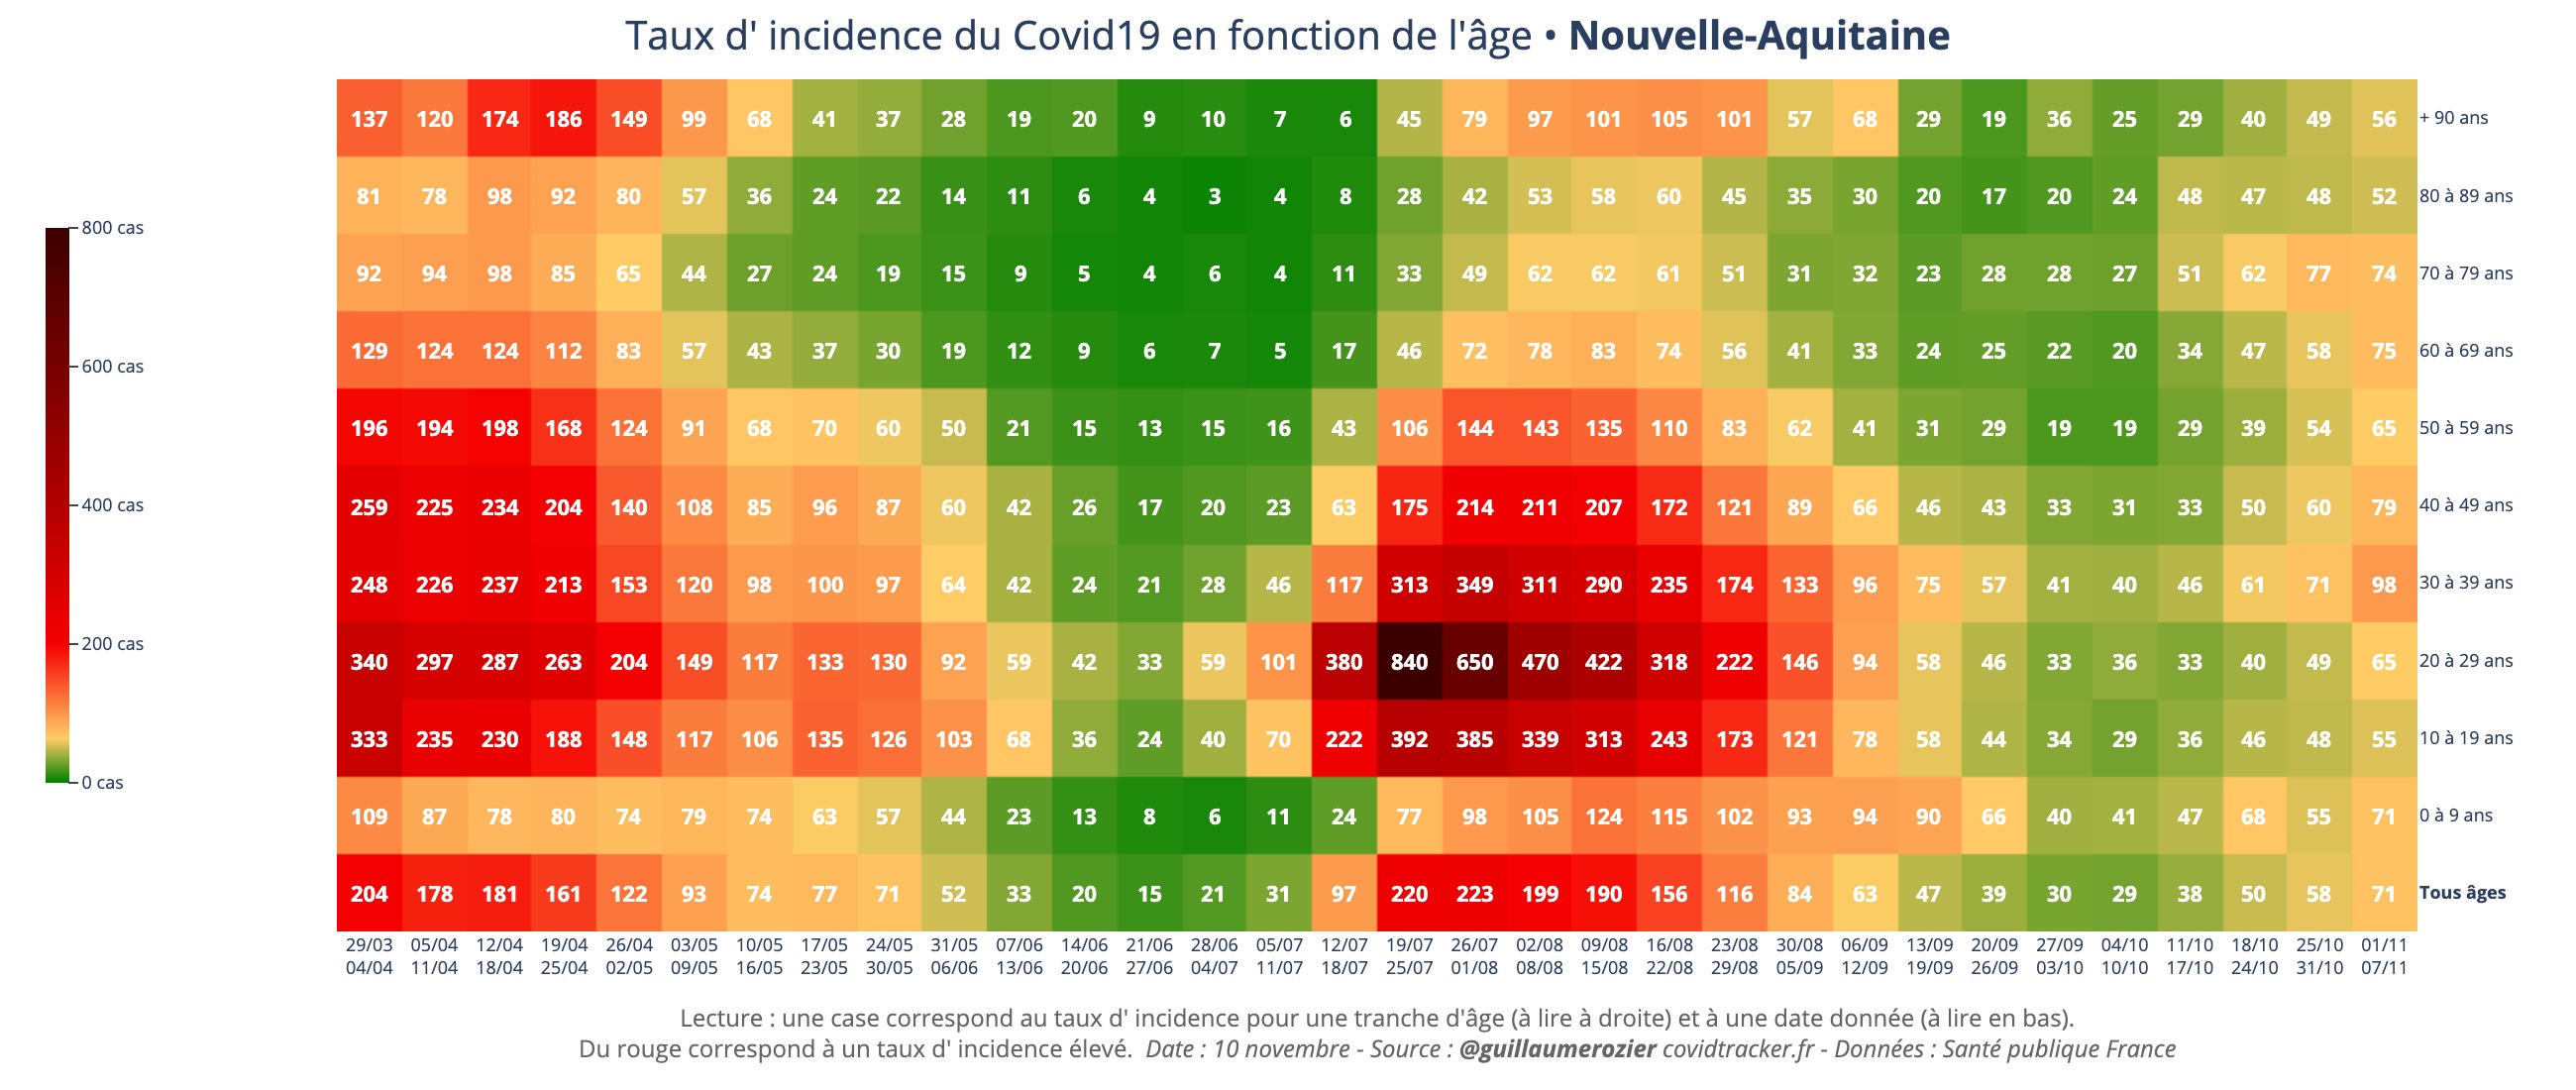 Taux d' incidence du Covid19 en fonction de l'âge • Nouvelle-Aquitaine
800 cas
600 cas
400 cas
200 cas
0 cas
137 120 174 186 149 99 68 41 37 28 19 20 9 10 7 6 45 79 97 101 105 101 57 68 29 19 36 25 29 40 49 56 + 90 ans
81 78 98 92 80 57 36 24 22 14 11 6 4 3 4 8 28 42 53 58 60 45 35 30 20 17 20 24 48 47 48 52 80 à 89 ans
92 94 98 85 65 44 27 24 19 15 9 5 4 6 4 11 33 49 62 62 61 51 31 32 23 28 28 27 51 62 77 74 70 à 79 ans
129 124 124 112 83 57 43 37 30 19 12 9 6 7 5 17 46 72 78 83 74 56 41 33 24 25 22 20 34 47 58 75 60 à 69 ans
196 194 198 168 124 91 68 70 60 50 21 15 13 15 16 43 106 144 143 135 110 83 62 41 31 29 19 19 29 39 54 65 50 à 59 ans
259 225 234 204 140 108 85 96 87 60 42 26 17 20 23 63 175 214 211 207 172 121 89 66 46 43 33 31 33 50 60 79 40 à 49 ans
248 226 237 213 153 120 98 100 97 64 42 24 21 28 46 117 313 349 311 290 235 174 133 96 75 57 41 40 46 61 71 98 30 à 39 ans
340 297 287 263 204 149 117 133 130 92 59 42 33 59 101 380 840 650 470 422 318 222 146 94 58 46 33 36 33 40 49 65 20 à 29 ans
333 235 230 188 148 117 106 135 126 103 68 36 24 40 70 222 392 385 339 313 243 173 121 78 58 44 34 29 36 46 48 55 10 à 19 ans
109 87 78 80 74 79 74 63 57 44 23 13 8 6 11 24 77 98 105 124 115 102 93 94 90 66 40 41 47 68 55 71 0 à 9 ans
204 178 181 161 122 93 74 77 71 52 33 20 15 21 31 97 220 223 199 190 156 116 84 63 47 39 30 29 38 50 58 71 Tous âges
29/03 05/04 12/04 19/04 26/04 03/05 10/05 17/05 24/05 31/05 07/06 14/06 21/06 28/06 05/07 12/07 19/07 26/07 02/08 09/08 16/08 23/08 30/08 06/09 13/09 20/09 27/09 04/10 11/10 18/10 25/10 01/11
04/04 11/04 18/04 25/04 02/05 09/05 16/05 23/05 30/05 06/06 13/06 20/06 27/06 04/07 11/07 18/07 25/07 01/08 08/08 15/08 22/08 29/08 05/09 12/09 19/09 26/09 03/10 10/10 17/10 24/10 31/10 07/11
Lecture : une case correspond au taux d' incidence pour une tranche d'âge (à lire à droite) et à une date donnée (à lire en bas).
Du rouge correspond à un taux d' incidence élevé. Date : 10 novembre - Source : @guillaumerozier covidtracker.fr - Données : Santé publique France